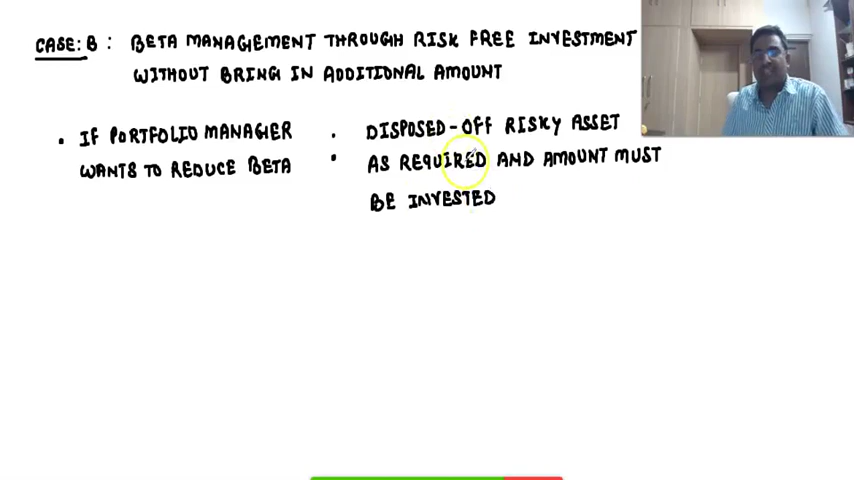 CASE: B : BETA MANAGEMENT THROUGH RISK FREE INVESTMENT
WITHOUT BRING IN ADDITIONAL AMOUNT
• IF PORTFOLIO MANAGER
WANTS TO REDUCE BETA
• DISPOSED-OFF RISKY ASSET
• AS REQUIRED AND AMOUNT MUST
BE INVESTED